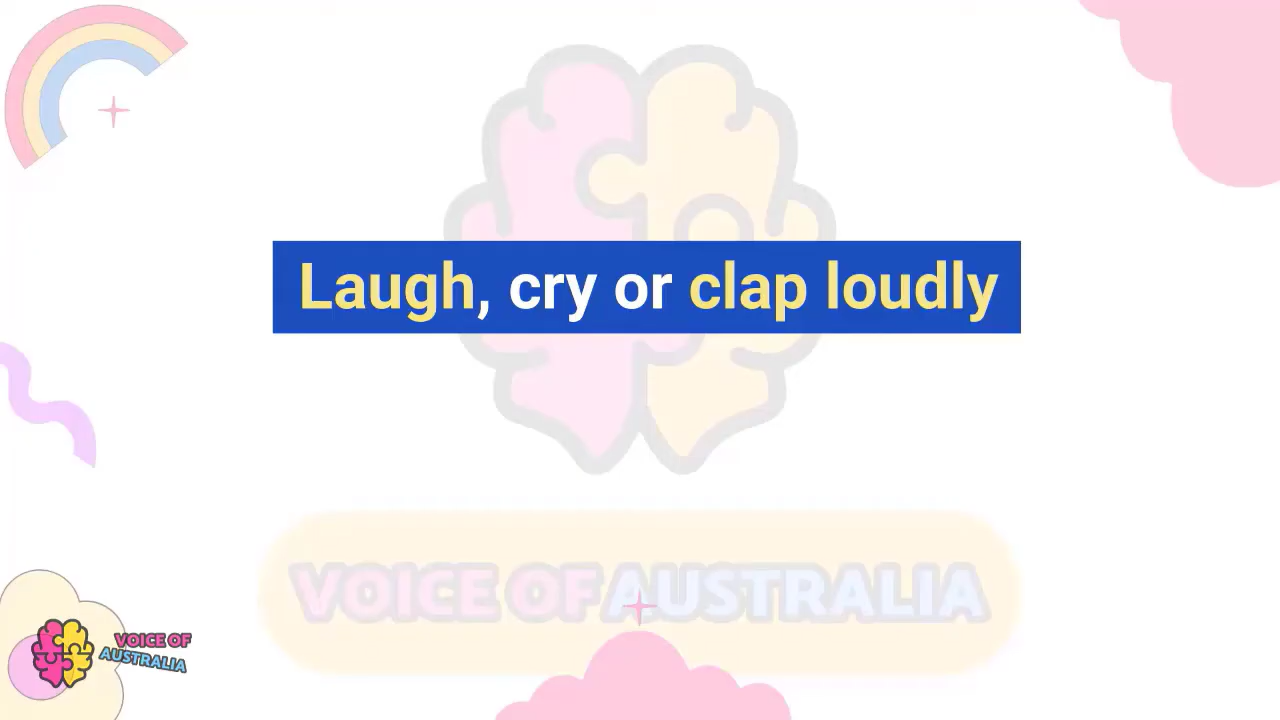 Laugh, cry or clap loudly
VOICE OF AUSTRALIA
VOICE OF
AUSTRALIA